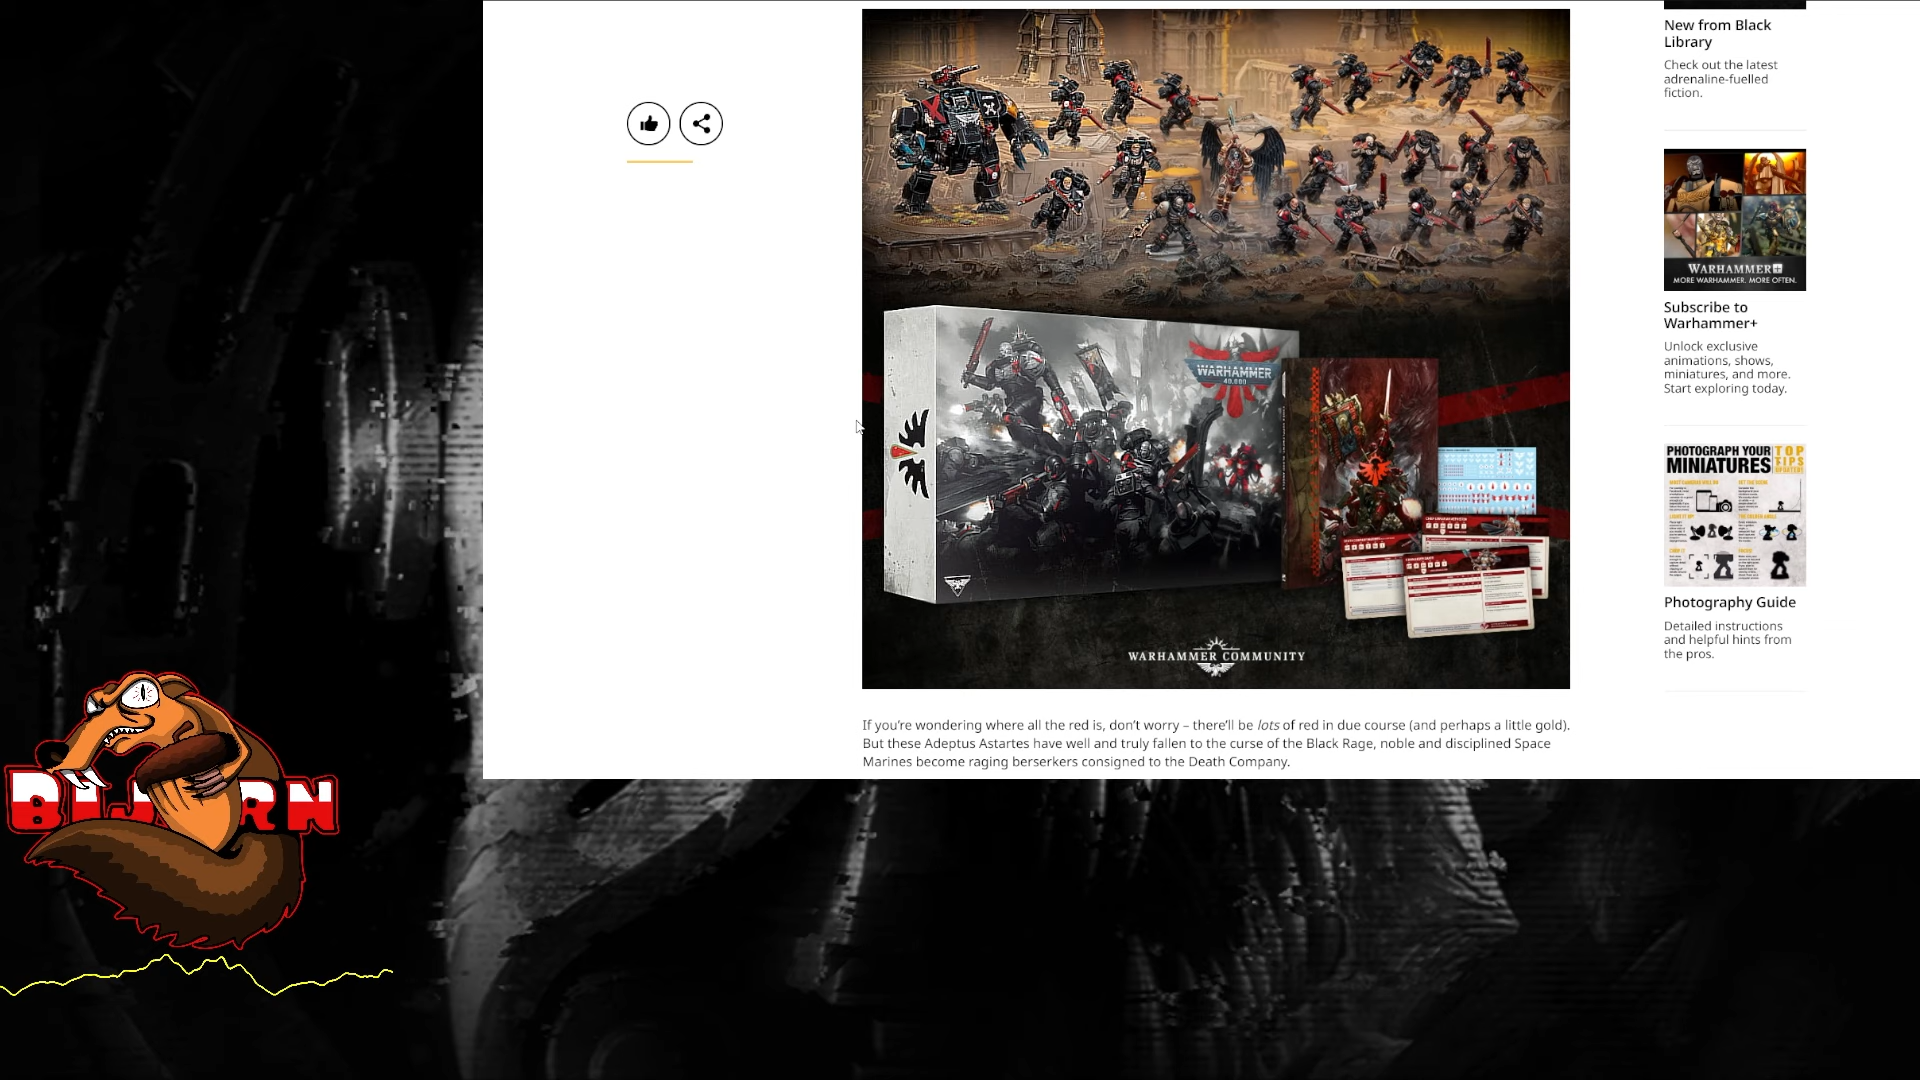 New from Black
Library
Check out the latest
adrenaline-fuelled
fiction.
WARHAMMER
40,000
WARHAMMER COMMUNITY
WARHAMMER+
MORE WARHAMMER. MORE OFTEN.
Subscribe to
Warhammer+
Unlock exclusive
animations, shows,
miniatures, and more.
Start exploring today.
PHOTOGRAPH YOUR
MINIATURES
TOP
TIPS
Photography Guide
Detailed instructions
and helpful hints from
the pros.
If you’re wondering where all the red is, don’t worry – there’ll be lots of red in due course (and perhaps a little gold).
But these Adeptus Astartes have well and truly fallen to the curse of the Black Rage, noble and disciplined Space
Marines become raging berserkers consigned to the Death Company.